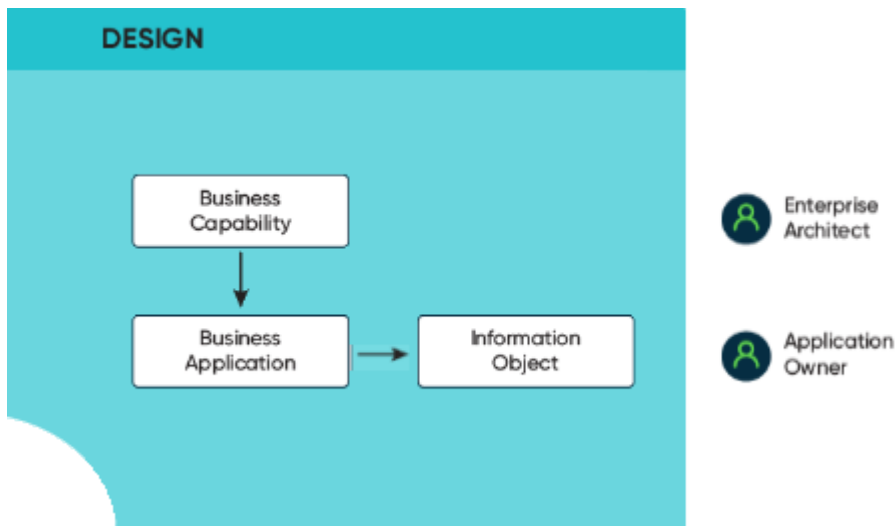 DESIGN
Business
Capability
Enterprise
Architect
Business
Application
Information
Object
Application
Owner